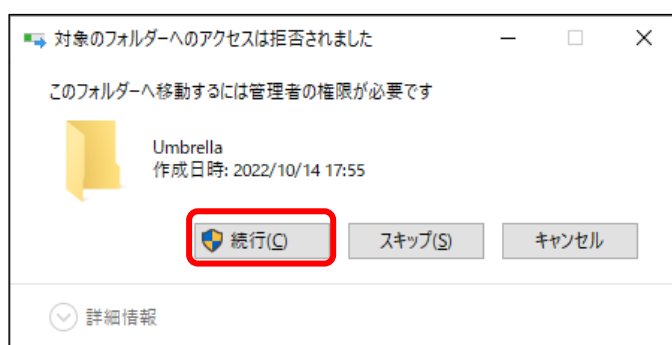 対象のフォルダーへのアクセスは拒否されました
このフォルダーへ移動するには管理者の権限が必要です
Umbrella
作成日時: 2022/10/14 17:55
続行(C)
スキップ(S)
キャンセル
詳細情報